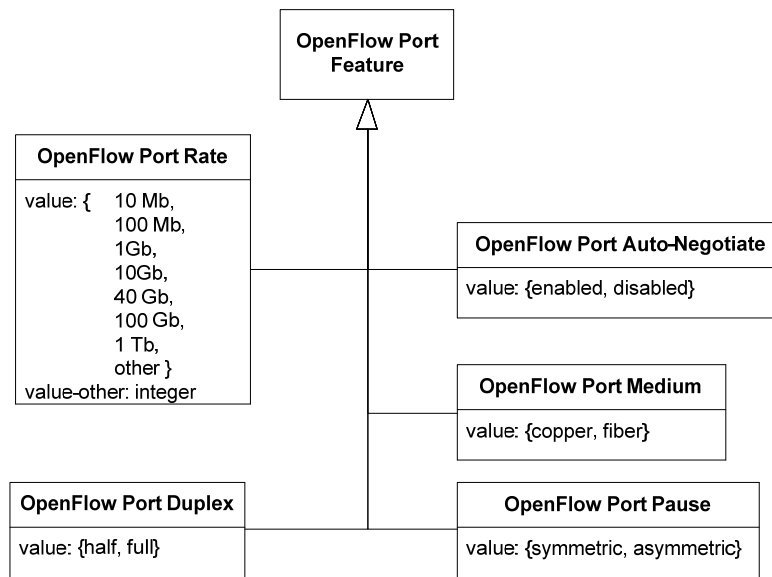 OpenFlow Port
Feature
OpenFlow Port Rate
value: { 10 Mb,
100 Mb,
1Gb,
10Gb,
40 Gb,
100 Gb,
1 Tb,
other }
value-other: integer
OpenFlow Port Auto-Negotiate
value: {enabled, disabled}
OpenFlow Port Medium
value: {copper, fiber}
OpenFlow Port Duplex
value: {half, full}
OpenFlow Port Pause
value: {symmetric, asymmetric}